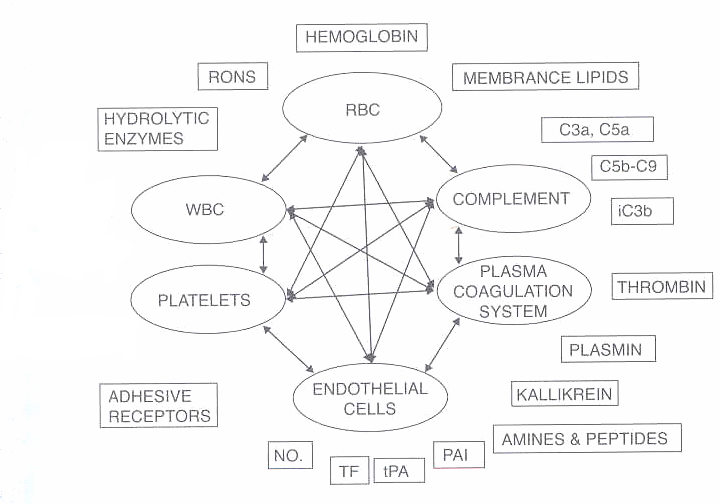 HEMOGLOBIN
RONS
MEMBRANCE LIPIDS
RBC
HYDROLYTIC
ENZYMES
C3a, C5a
C5b-C9
WBC
COMPLEMENT
iC3b
PLATELETS
PLASMA
COAGULATION
SYSTEM
THROMBIN
PLASMIN
ADHESIVE
RECEPTORS
ENDOTHELIAL
CELLS
KALLIKREIN
AMINES & PEPTIDES
NO.
TF
tPA
PAI